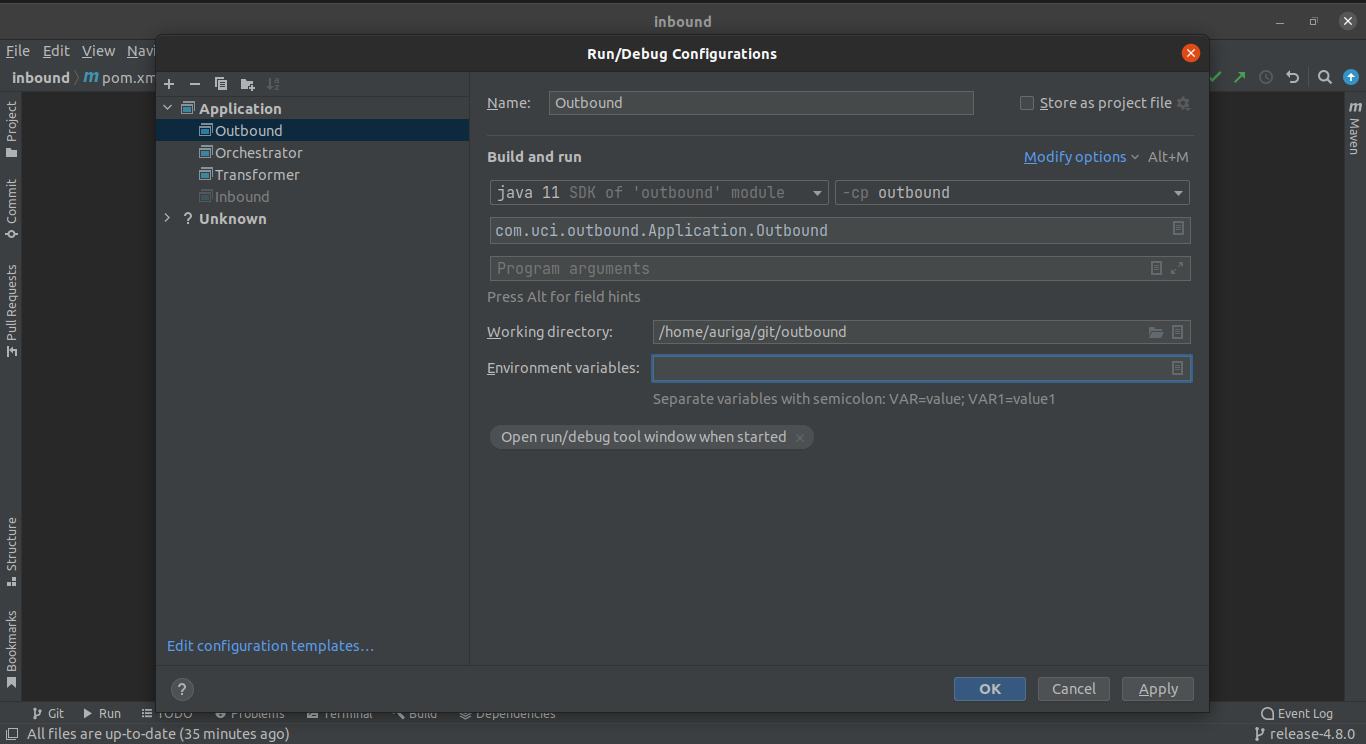 inbound
File Edit View Navi
Run/Debug Configurations
inbound m pom.xm
Application
Outbound
Orchestrator
Transformer
Inbound
? Unknown
Edit configuration templates…
Name: Outbound
Store as project file
Build and run
Modify options Alt+M
java 11 SDK of 'outbound' module
-cp outbound
com.uci.outbound.Application.Outbound
Program arguments
Press Alt for field hints
Working directory: /home/auriga/git/outbound
Environment variables:
Separate variables with semicolon: VAR=value; VAR1=value1
Open run/debug tool window when started
?
OK Cancel Apply
Project
Commit
Pull Requests
Structure
Bookmarks
m Maven
Git Run TODO Problems Terminal Build Dependencies Event Log
All files are up-to-date (35 minutes ago) release-4.8.0